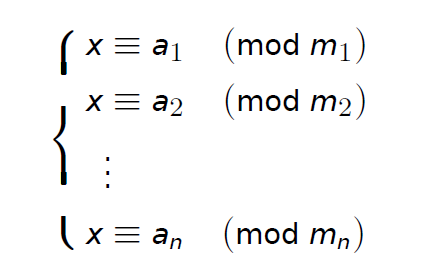 x ≡ a₁ (mod m₁)
x ≡ a₂ (mod m₂)
⋮
x ≡ aₙ (mod mₙ)